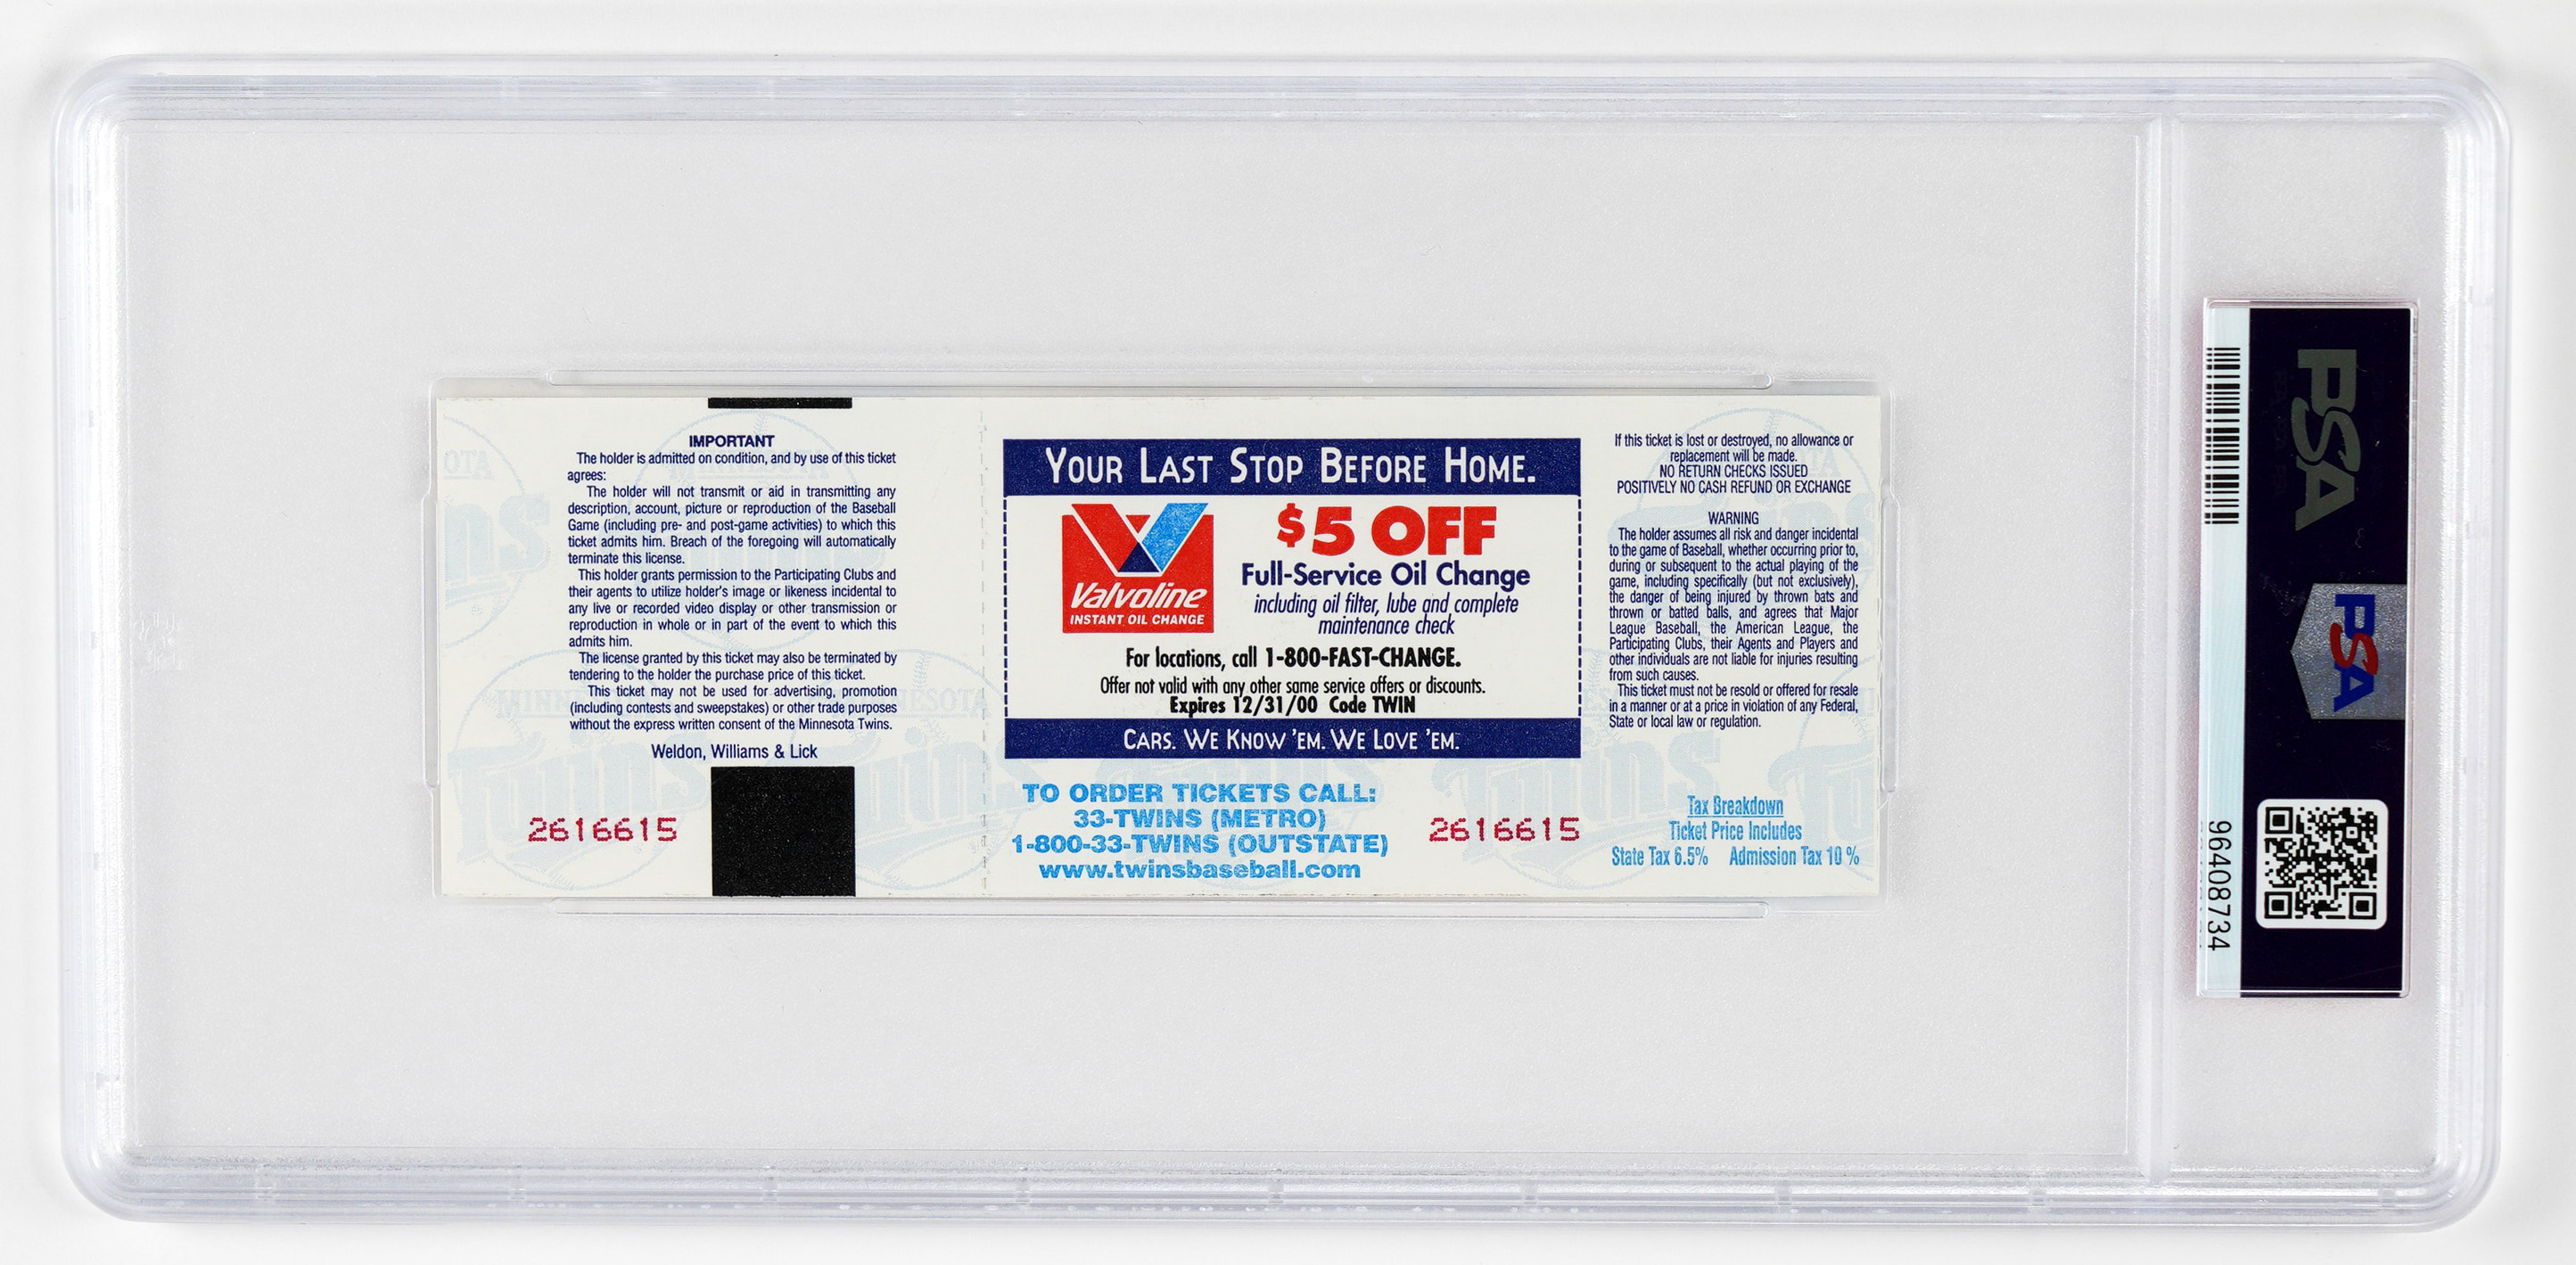 IMPORTANT
The holder is admitted on condition, and by use of this ticket
agrees:
The holder will not transmit or aid in transmitting any
description, account, picture or reproduction of the Baseball
Game (including pre- and post-game activities) to which this
ticket admits him. Breach of the foregoing will automatically
terminate this license.
This holder grants permission to the Participating Clubs and
their agents to utilize holder's image or likeness incidental to
any live or recorded video display or other transmission or
reproduction in whole or in part of the event to which this
admits him.
The license granted by this ticket may also be terminated by
tendering to the holder the purchase price of this ticket.
This ticket may not be used for advertising, promotion
(including contests and sweepstakes) or other trade purposes
without the express written consent of the Minnesota Twins.
Weldon, Williams & Lick
2616615
YOUR LAST STOP BEFORE HOME.
Valvoline
INSTANT OIL CHANGE
$5 OFF
Full-Service Oil Change
including oil filter, lube and complete
maintenance check
For locations, call 1-800-FAST-CHANGE.
Offer not valid with any other same service offers or discounts.
Expires 12/31/00 Code TWIN
CARS. WE KNOW 'EM. WE LOVE 'EM.
TO ORDER TICKETS CALL:
33-TWINS (METRO)
1-800-33-TWINS (OUTSTATE)
www.twinsbaseball.com
2616615
If this ticket is lost or destroyed, no allowance or
replacement will be made.
NO RETURN CHECKS ISSUED
POSITIVELY NO CASH REFUND OR EXCHANGE
WARNING
The holder assumes all risk and danger incidental
to the game of Baseball, whether occurring prior to,
during or subsequent to the actual playing of the
game, including specifically (but not exclusively),
the danger of being injured by thrown bats and
thrown or batted balls, and agrees that Major
League Baseball, the American League, the
Participating Clubs, their Agents and Players and
other individuals are not liable for injuries resulting
from such causes.
This ticket must not be resold or offered for resale
in a manner or at a price in violation of any Federal,
State or local law or regulation.
Tax Breakdown
Ticket Price Includes
State Tax 6.5% Admission Tax 10 %
PSA
PSA
96408734